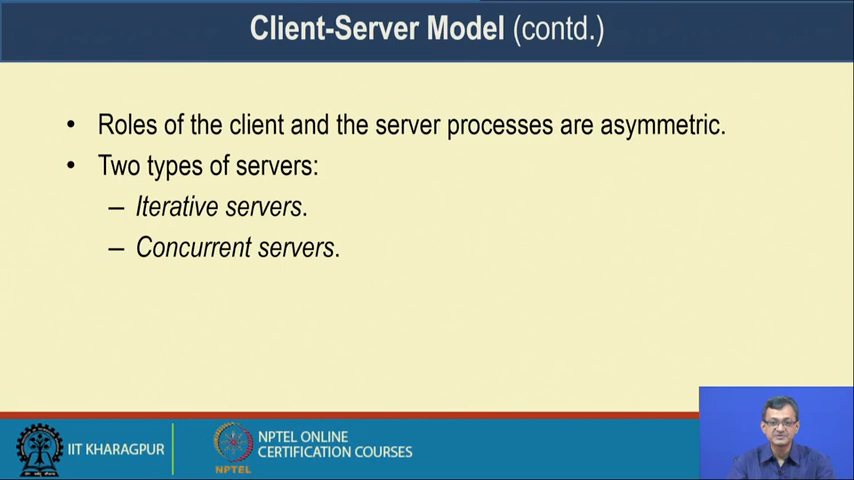 Client-Server Model (contd.)
• Roles of the client and the server processes are asymmetric.
• Two types of servers:
– Iterative servers.
– Concurrent servers.
IIT KHARAGPUR
NPTEL
NPTEL ONLINE
CERTIFICATION COURSES